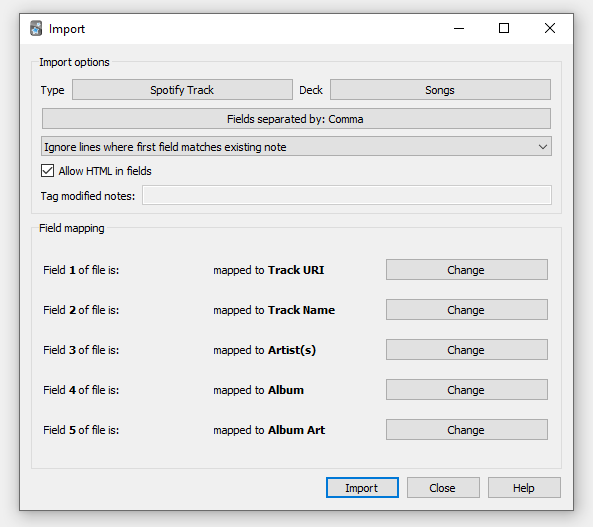 Import
Import options
Type Spotify Track Deck Songs
Fields separated by: Comma
Ignore lines where first field matches existing note
Allow HTML in fields
Tag modified notes:
Field mapping
Field 1 of file is: mapped to Track URI Change
Field 2 of file is: mapped to Track Name Change
Field 3 of file is: mapped to Artist(s) Change
Field 4 of file is: mapped to Album Change
Field 5 of file is: mapped to Album Art Change
Import Close Help